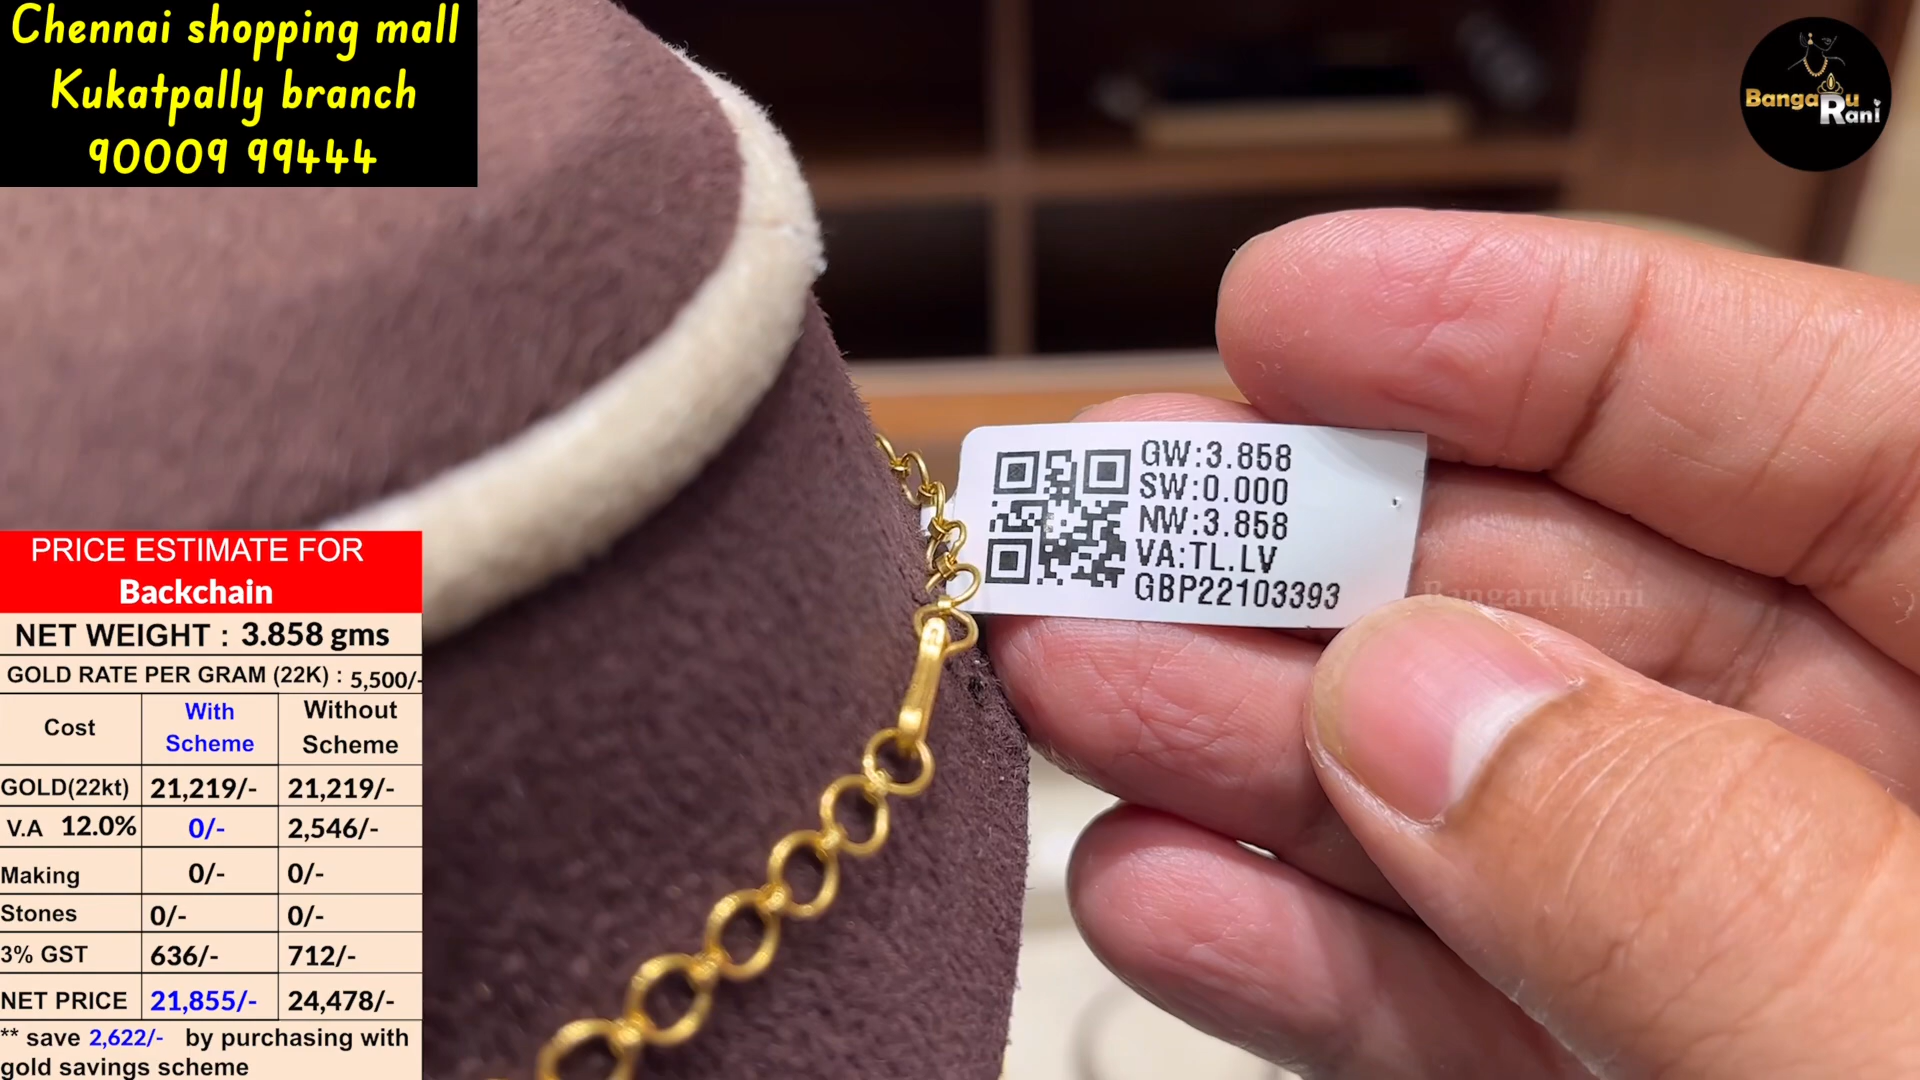 Chennai shopping mall
Kukatpally branch
90009 99444
Bangaru
Rani
GW:3.858
SW:0.000
NW:3.858
VA:TL.LV
GBP22103393
Bangaru Rani
PRICE ESTIMATE FOR
Backchain
NET WEIGHT : 3.858 gms
GOLD RATE PER GRAM (22K) : 5,500/-
Cost With Scheme Without Scheme
GOLD(22kt) 21,219/- 21,219/-
V.A 12.0% 0/- 2,546/-
Making 0/- 0/-
Stones 0/- 0/-
3% GST 636/- 712/-
NET PRICE 21,855/- 24,478/-
** save 2,622/- by purchasing with
gold savings scheme